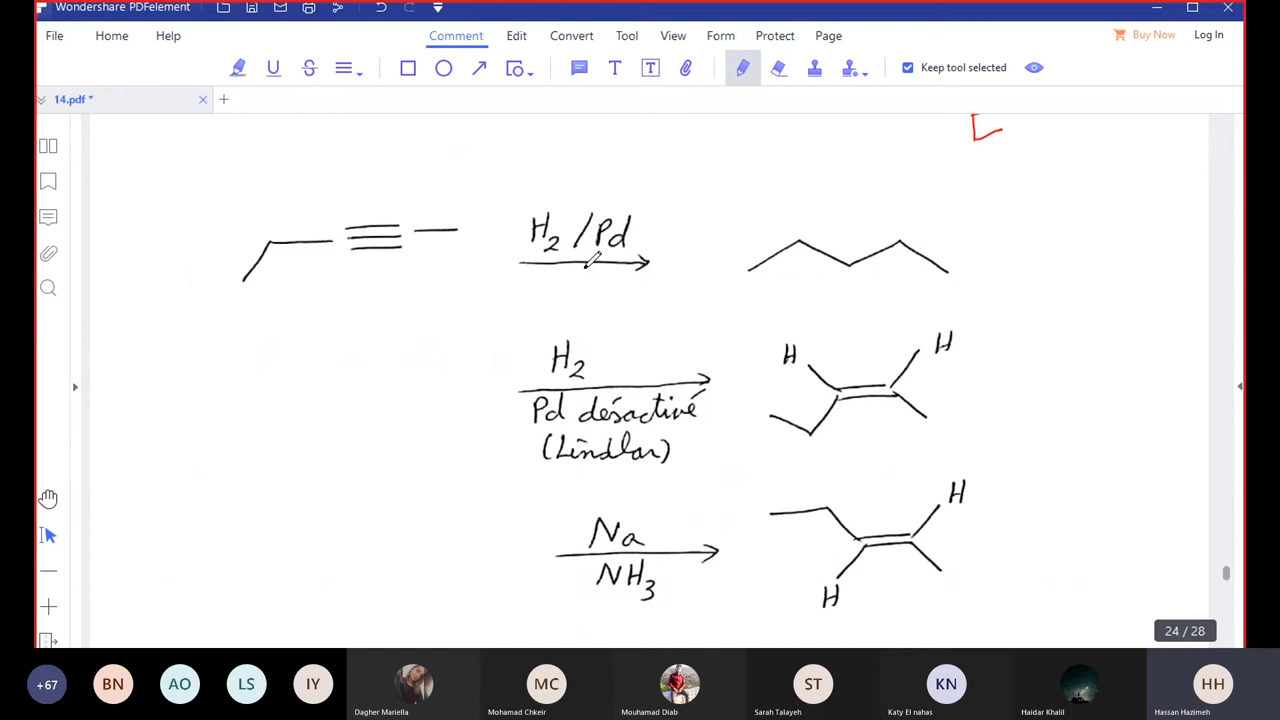 Wondershare PDFelement
File Home Help Comment Edit Convert Tool View Form Protect Page Buy Now Log In
Keep tool selected
14.pdf *
H2 /Pd
H H
H2
Pd désactivé
(Lindlar)
H
Na
NH3
H
24 / 28
+67 BN AO LS IY MC ST KN HH
Dagher Mariella Mohamad Chkeir Mouhamad Diab Sarah Talayeh Katy El nahas Haidar Khalil Hassan Hazimeh